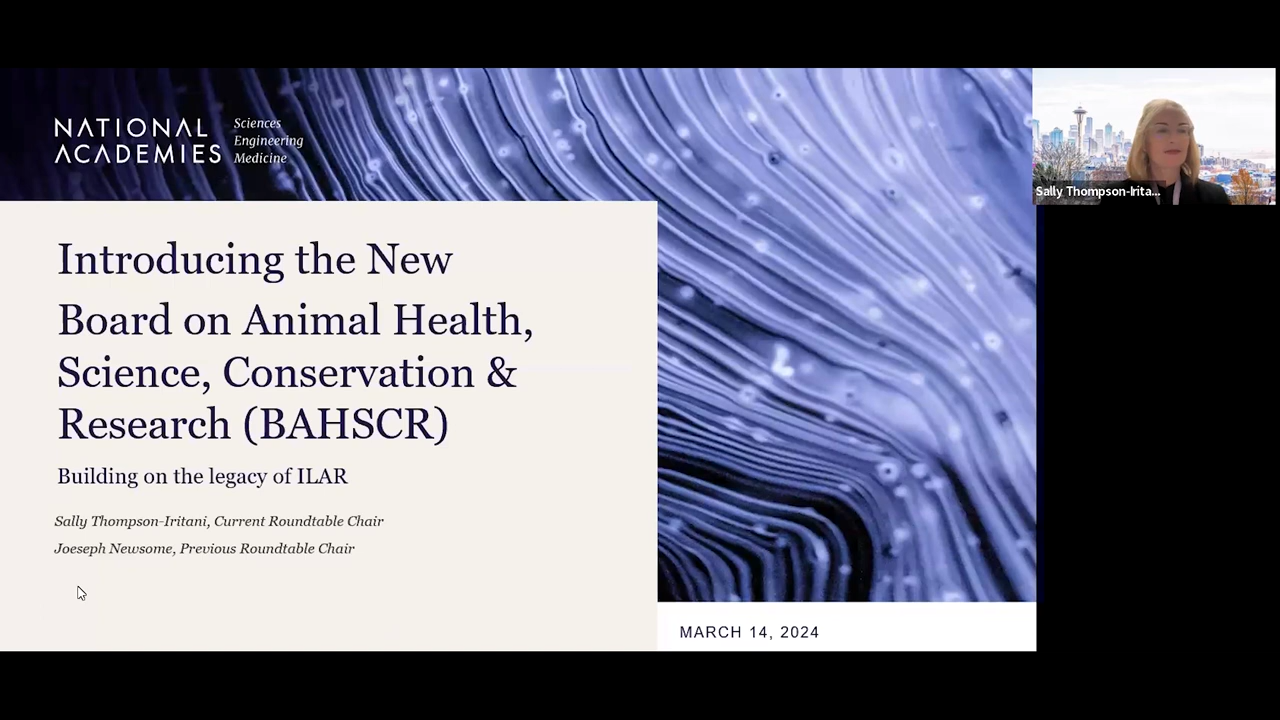 NATIONAL
ACADEMIES
Sciences
Engineering
Medicine
Sally Thompson-Irita...
Introducing the New
Board on Animal Health,
Science, Conservation &
Research (BAHSCR)
Building on the legacy of ILAR
Sally Thompson-Iritani, Current Roundtable Chair
Joeseph Newsome, Previous Roundtable Chair
MARCH 14, 2024